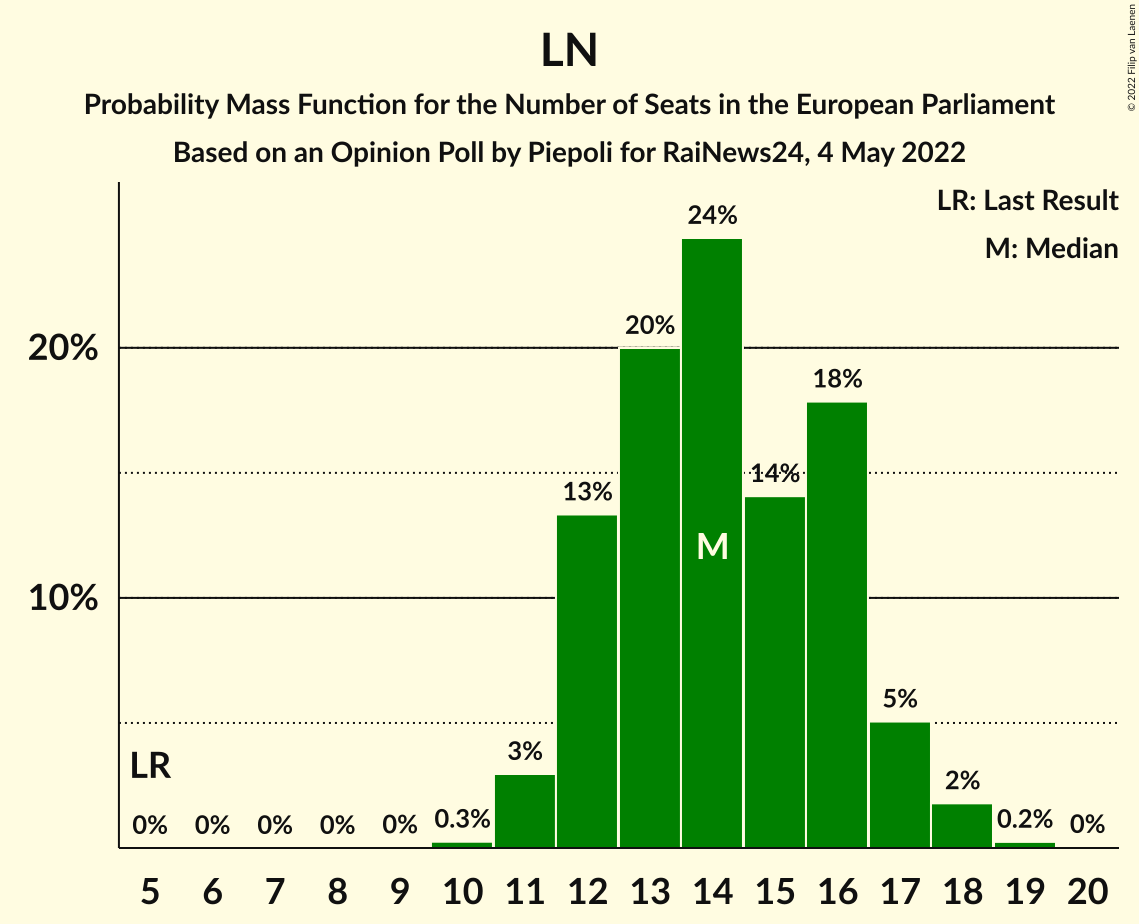 LN
Probability Mass Function for the Number of Seats in the European Parliament
Based on an Opinion Poll by Piepoli for RaiNews24, 4 May 2022
© 2022 Filip van Laenen
LR: Last Result
M: Median
24%
20%
20%
18%
14%
13%
M
10%
5%
3%
2%
LR
0% 0% 0% 0% 0% 0.3% 0.2% 0%
5 6 7 8 9 10 11 12 13 14 15 16 17 18 19 20